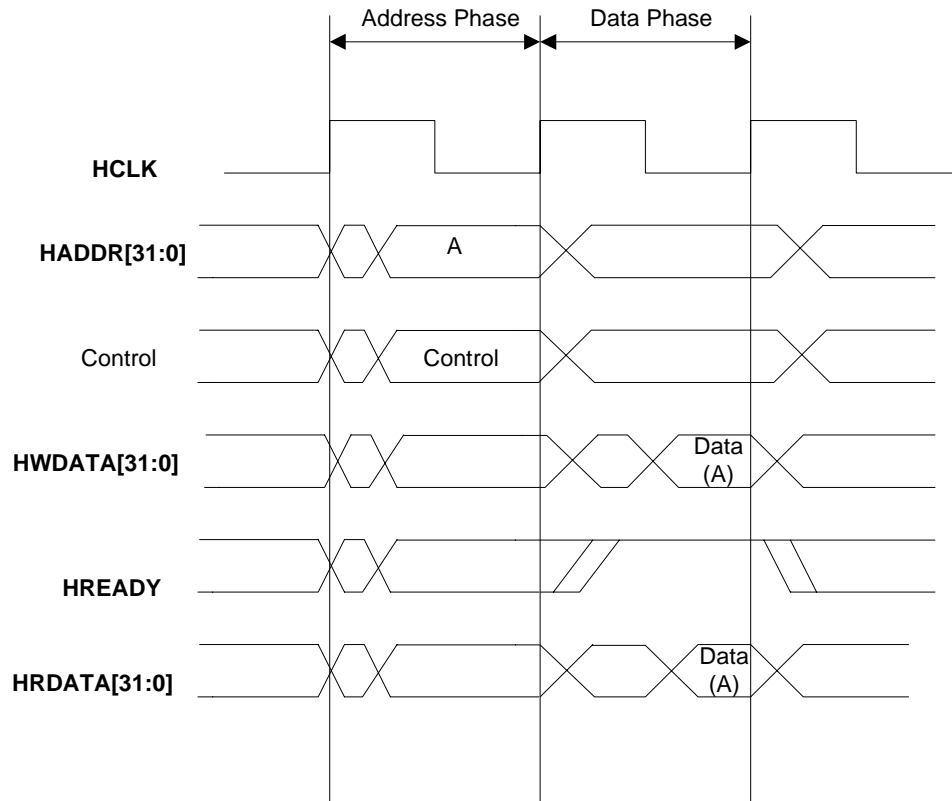 Address Phase
Data Phase
HCLK
HADDR[31:0]
A
Control
Control
HWDATA[31:0]
Data
(A)
HREADY
HRDATA[31:0]
Data
(A)